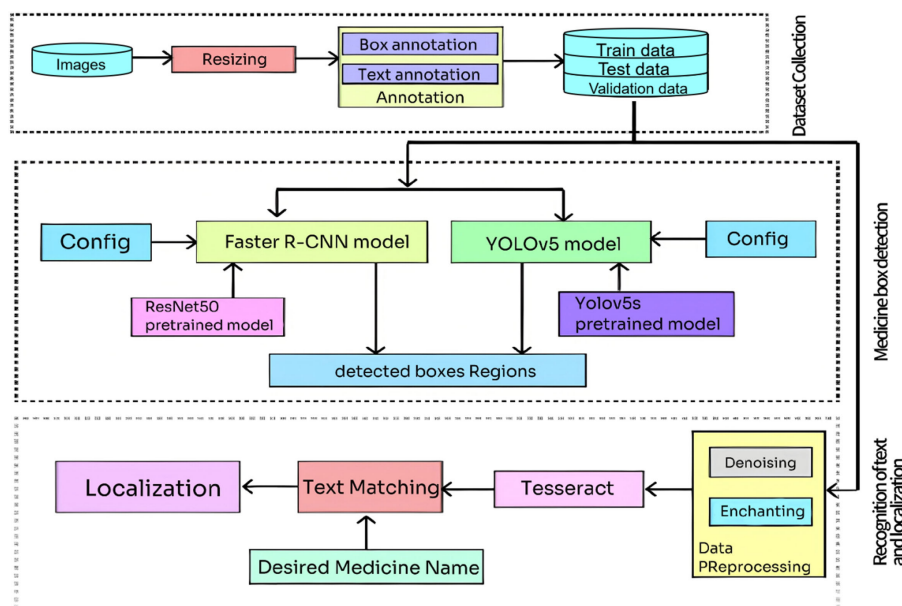 Images
Resizing
Box annotation
Text annotation
Annotation
Train data
Test data
Validation data
Dataset Collection
Config
Faster R-CNN model
YOLOv5 model
Config
ResNet50
pretrained model
Yolov5s
pretrained model
detected boxes Regions
Medicine box detection
Localization
Text Matching
Tesseract
Denoising
Enchanting
Data
PReprocessing
Desired Medicine Name
Recognition of text
and localization